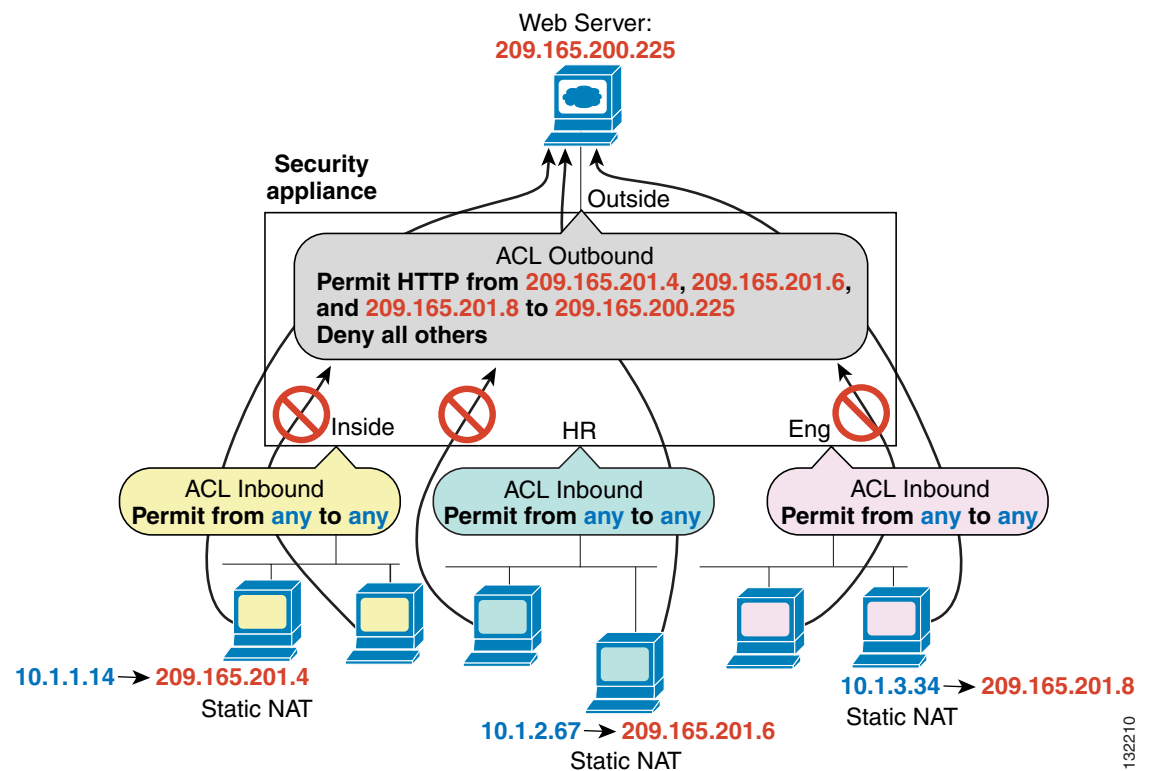 Web Server:
209.165.200.225
Security
appliance
Outside
ACL Outbound
Permit HTTP from 209.165.201.4, 209.165.201.6,
and 209.165.201.8 to 209.165.200.225
Deny all others
Inside
HR
Eng
ACL Inbound
Permit from any to any
ACL Inbound
Permit from any to any
ACL Inbound
Permit from any to any
10.1.1.14 209.165.201.4
Static NAT
10.1.2.67 209.165.201.6
Static NAT
10.1.3.34 209.165.201.8
Static NAT
132210